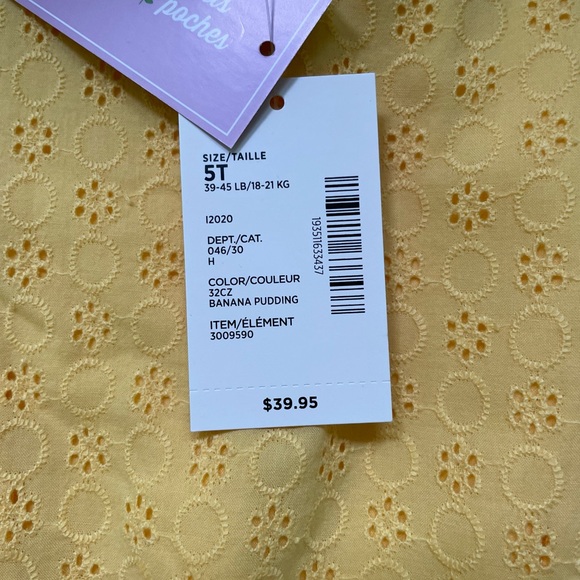 poches
SIZE/TAILLE
5T
39-45 LB/18-21 KG
I2020
DEPT./CAT.
046/30
H
COLOR/COULEUR
32CZ
BANANA PUDDING
ITEM/ÉLÉMENT
3009590
193511633437
$39.95